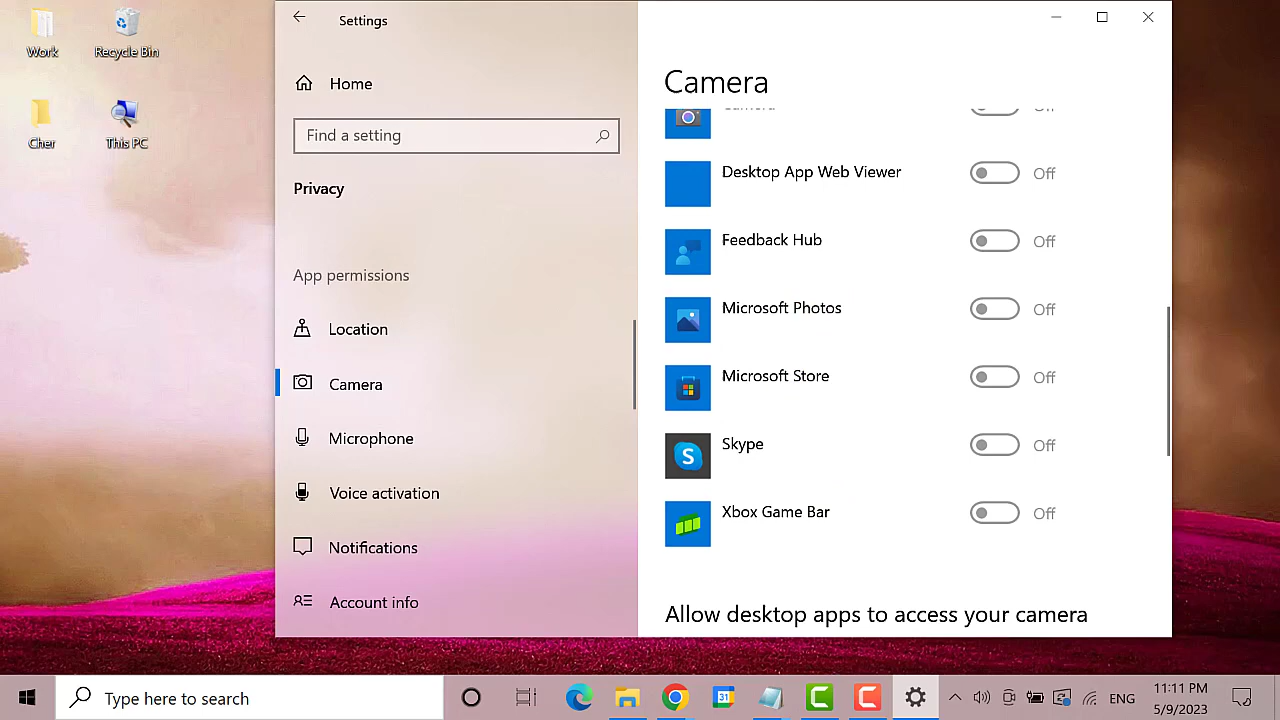 Work
Recycle Bin
Cher
This PC
Settings
Home
Find a setting
Privacy
App permissions
Location
Camera
Microphone
Voice activation
Notifications
Account info
Camera
Camera Off
Desktop App Web Viewer Off
Feedback Hub Off
Microsoft Photos Off
Microsoft Store Off
Skype Off
Xbox Game Bar Off
Allow desktop apps to access your camera
Type here to search
31
ENG
11:11 PM
5/9/2023